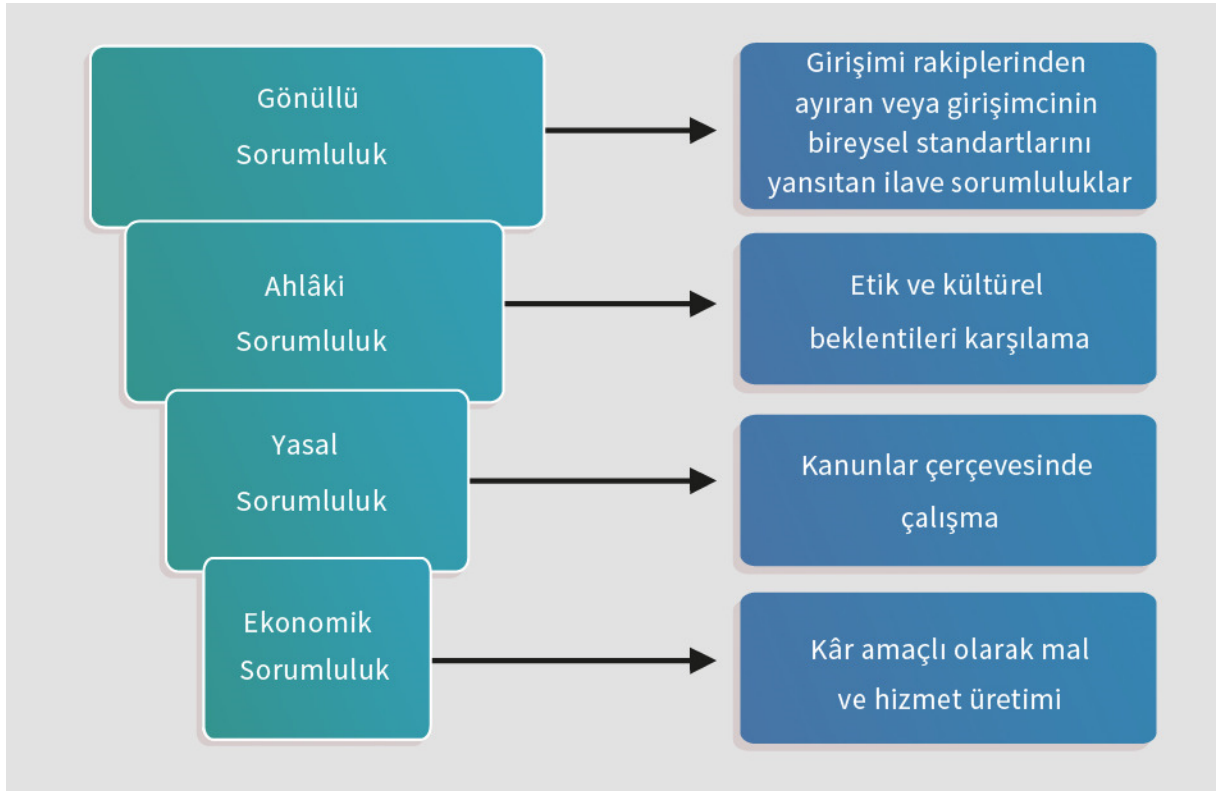 Gönüllü
Sorumluluk
Girişimi rakiplerinden
ayıran veya girişimcinin
bireysel standartlarını
yansıtan ilave sorumluluklar
Ahlâki
Sorumluluk
Etik ve kültürel
beklentileri karşılama
Yasal
Sorumluluk
Kanunlar çerçevesinde
çalışma
Ekonomik
Sorumluluk
Kâr amaçlı olarak mal
ve hizmet üretimi